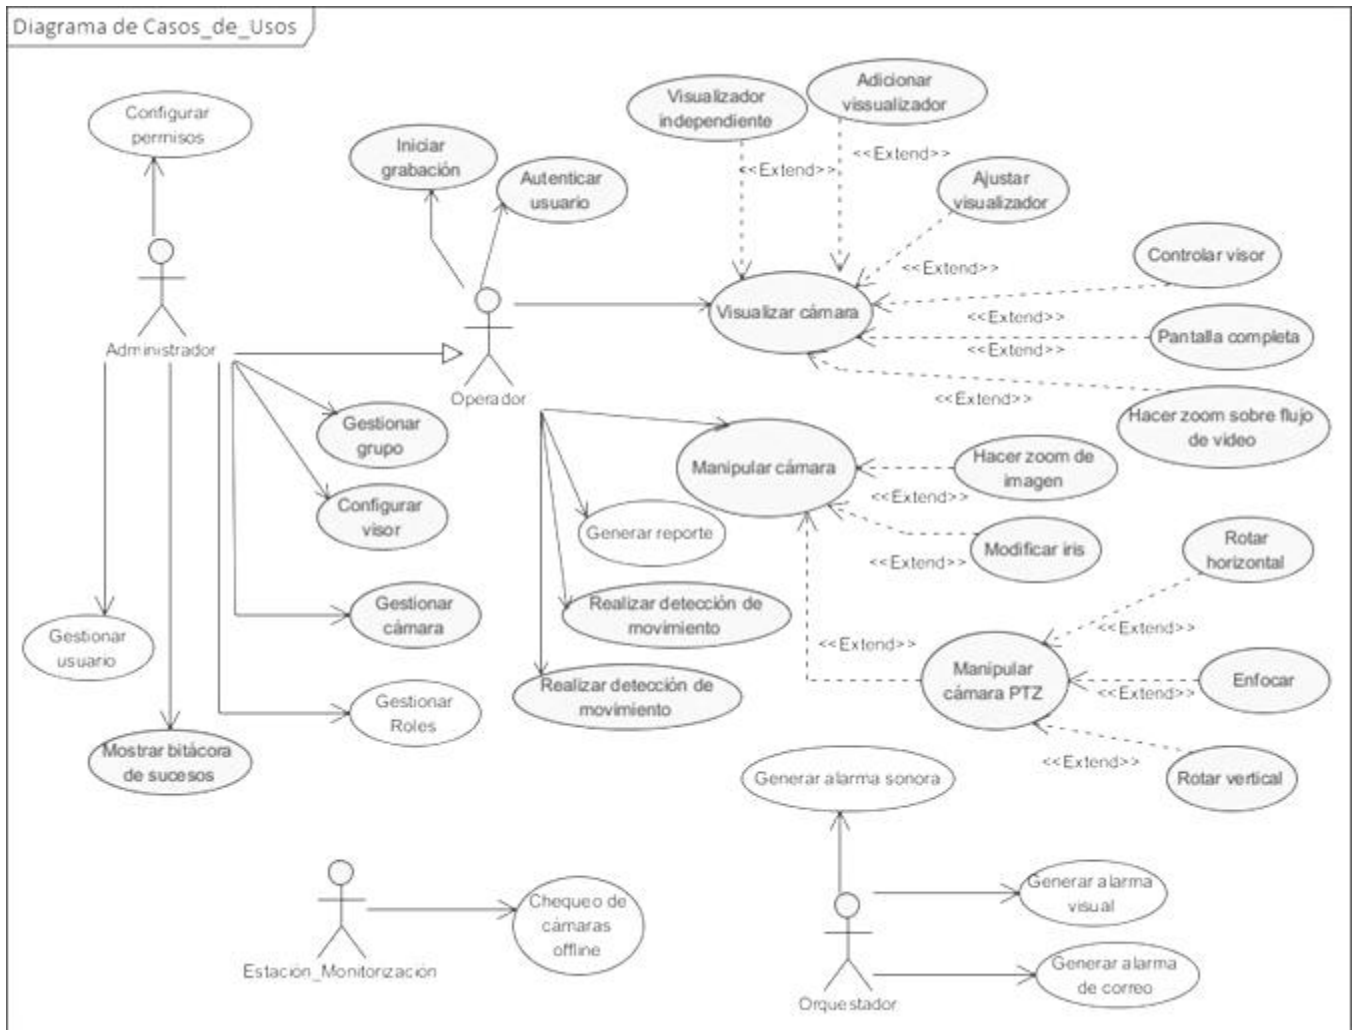 Diagrama de Casos_de_Usos
Configurar
permisos
Iniciar
grabación
Autenticar
usuario
Visualizador
independiente
Adicionar
vissualizador
<<Extend>>
<<Extend>>
Ajustar
visualizador
<<Extend>>
Controlar visor
<<Extend>>
Visualizar cámara
Pantalla completa
<<Extend>>
Administrador
Operador
<<Extend>>
Hacer zoom sobre flujo
de video
Gestionar
grupo
Configurar
visor
Manipular cámara
Hacer zoom de
imagen
<<Extend>>
Generar reporte
Modificar iris
<<Extend>>
Rotar
horizontal
Gestionar
cámara
Realizar detección de
movimiento
<<Extend>>
Gestionar
usuario
<<Extend>>
Manipular
cámara PTZ
Enfocar
<<Extend>>
Realizar detección de
movimiento
Gestionar
Roles
Mostrar bitácora
de sucesos
<<Extend>>
Rotar vertical
Generar alarma sonora
Chequeo de
cámaras
offline
Estación_Monitorización
Generar alarma
visual
Generar alarma
de correo
Orquestador